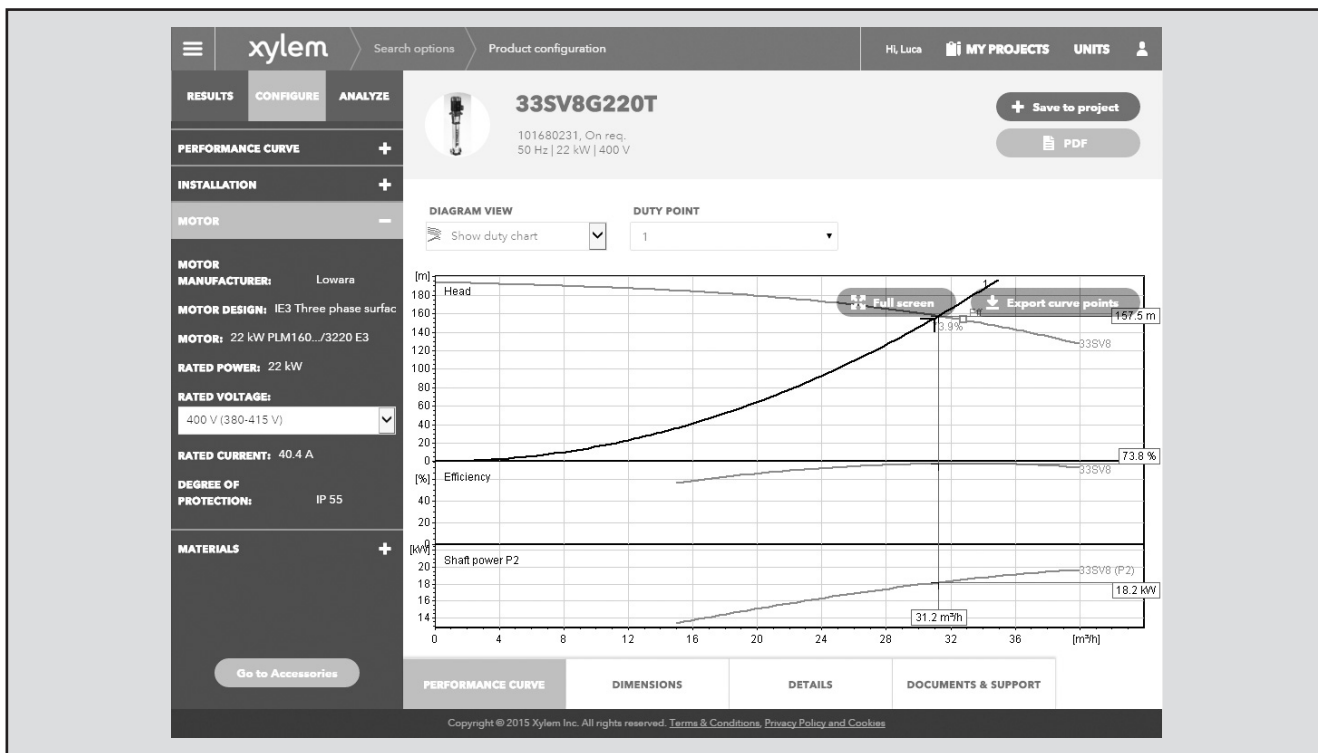 xylem
Search options
Product configuration
Hi, Luca
MY PROJECTS
UNITS
RESULTS
CONFIGURE
ANALYZE
PERFORMANCE CURVE
INSTALLATION
MOTOR
MOTOR
MANUFACTURER: Lowara
MOTOR DESIGN: IE3 Three phase surfac
MOTOR: 22 kW PLM160.../3220 E3
RATED POWER: 22 kW
RATED VOLTAGE:
400 V (380-415 V)
RATED CURRENT: 40.4 A
DEGREE OF
PROTECTION: IP 55
MATERIALS
Go to Accessories
33SV8G220T
101680231, On req.
50 Hz | 22 kW | 400 V
Save to project
PDF
DIAGRAM VIEW
Show duty chart
DUTY POINT
1
[m]
Head
180
160
140
120
100
80
60
40
20
0
1
Full screen
Export curve points
Eff
3.9%
157.5 m
33SV8
73.8 %
[%]
Efficiency
40
20
0
33SV8
[kW]
Shaft power P2
20
18
16
14
33SV8 (P2)
18.2 kW
31.2 m³/h
0 4 8 12 16 20 24 28 32 36 [m³/h]
PERFORMANCE CURVE
DIMENSIONS
DETAILS
DOCUMENTS & SUPPORT
Copyright © 2015 Xylem Inc. All rights reserved. Terms & Conditions, Privacy Policy and Cookies